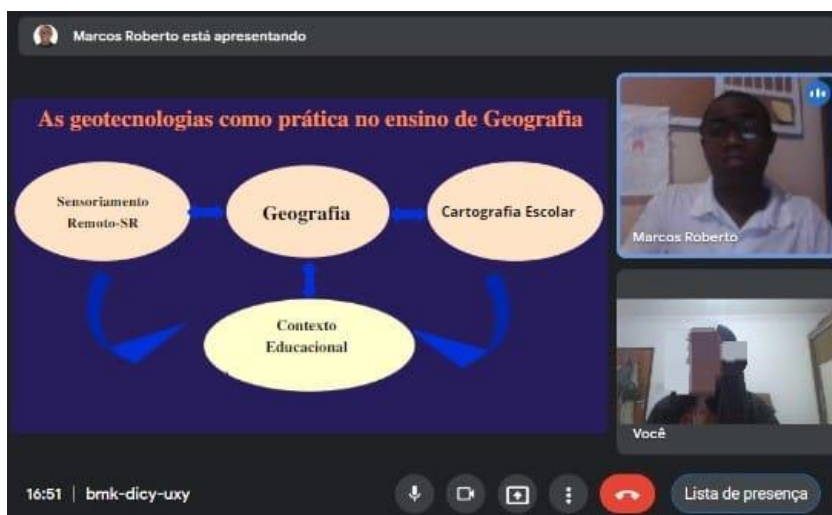 Marcos Roberto está apresentando
As geotecnologias como prática no ensino de Geografia
Sensoriamento
Remoto-SR
Geografia
Cartografia Escolar
Contexto
Educacional
Marcos Roberto
Você
16:51 | bmk-dicy-uxy
Lista de presença